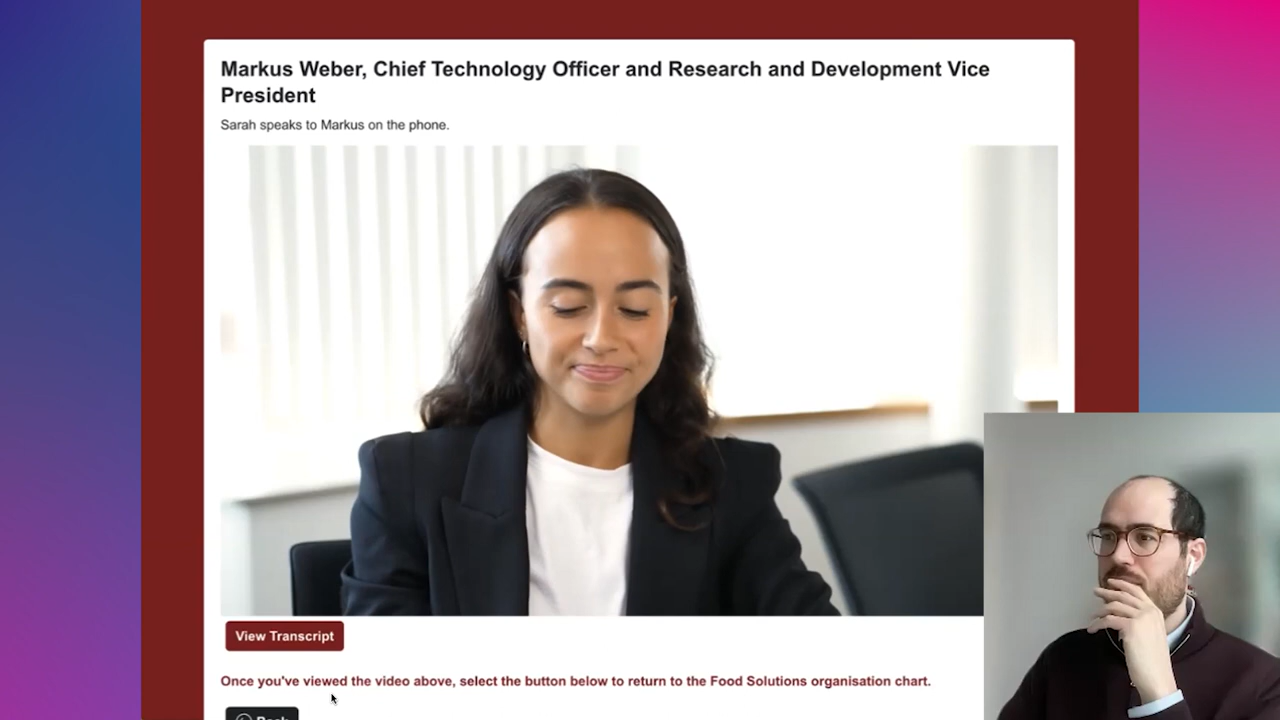 Markus Weber, Chief Technology Officer and Research and Development Vice
President
Sarah speaks to Markus on the phone.
View Transcript
Once you've viewed the video above, select the button below to return to the Food Solutions organisation chart.
Back